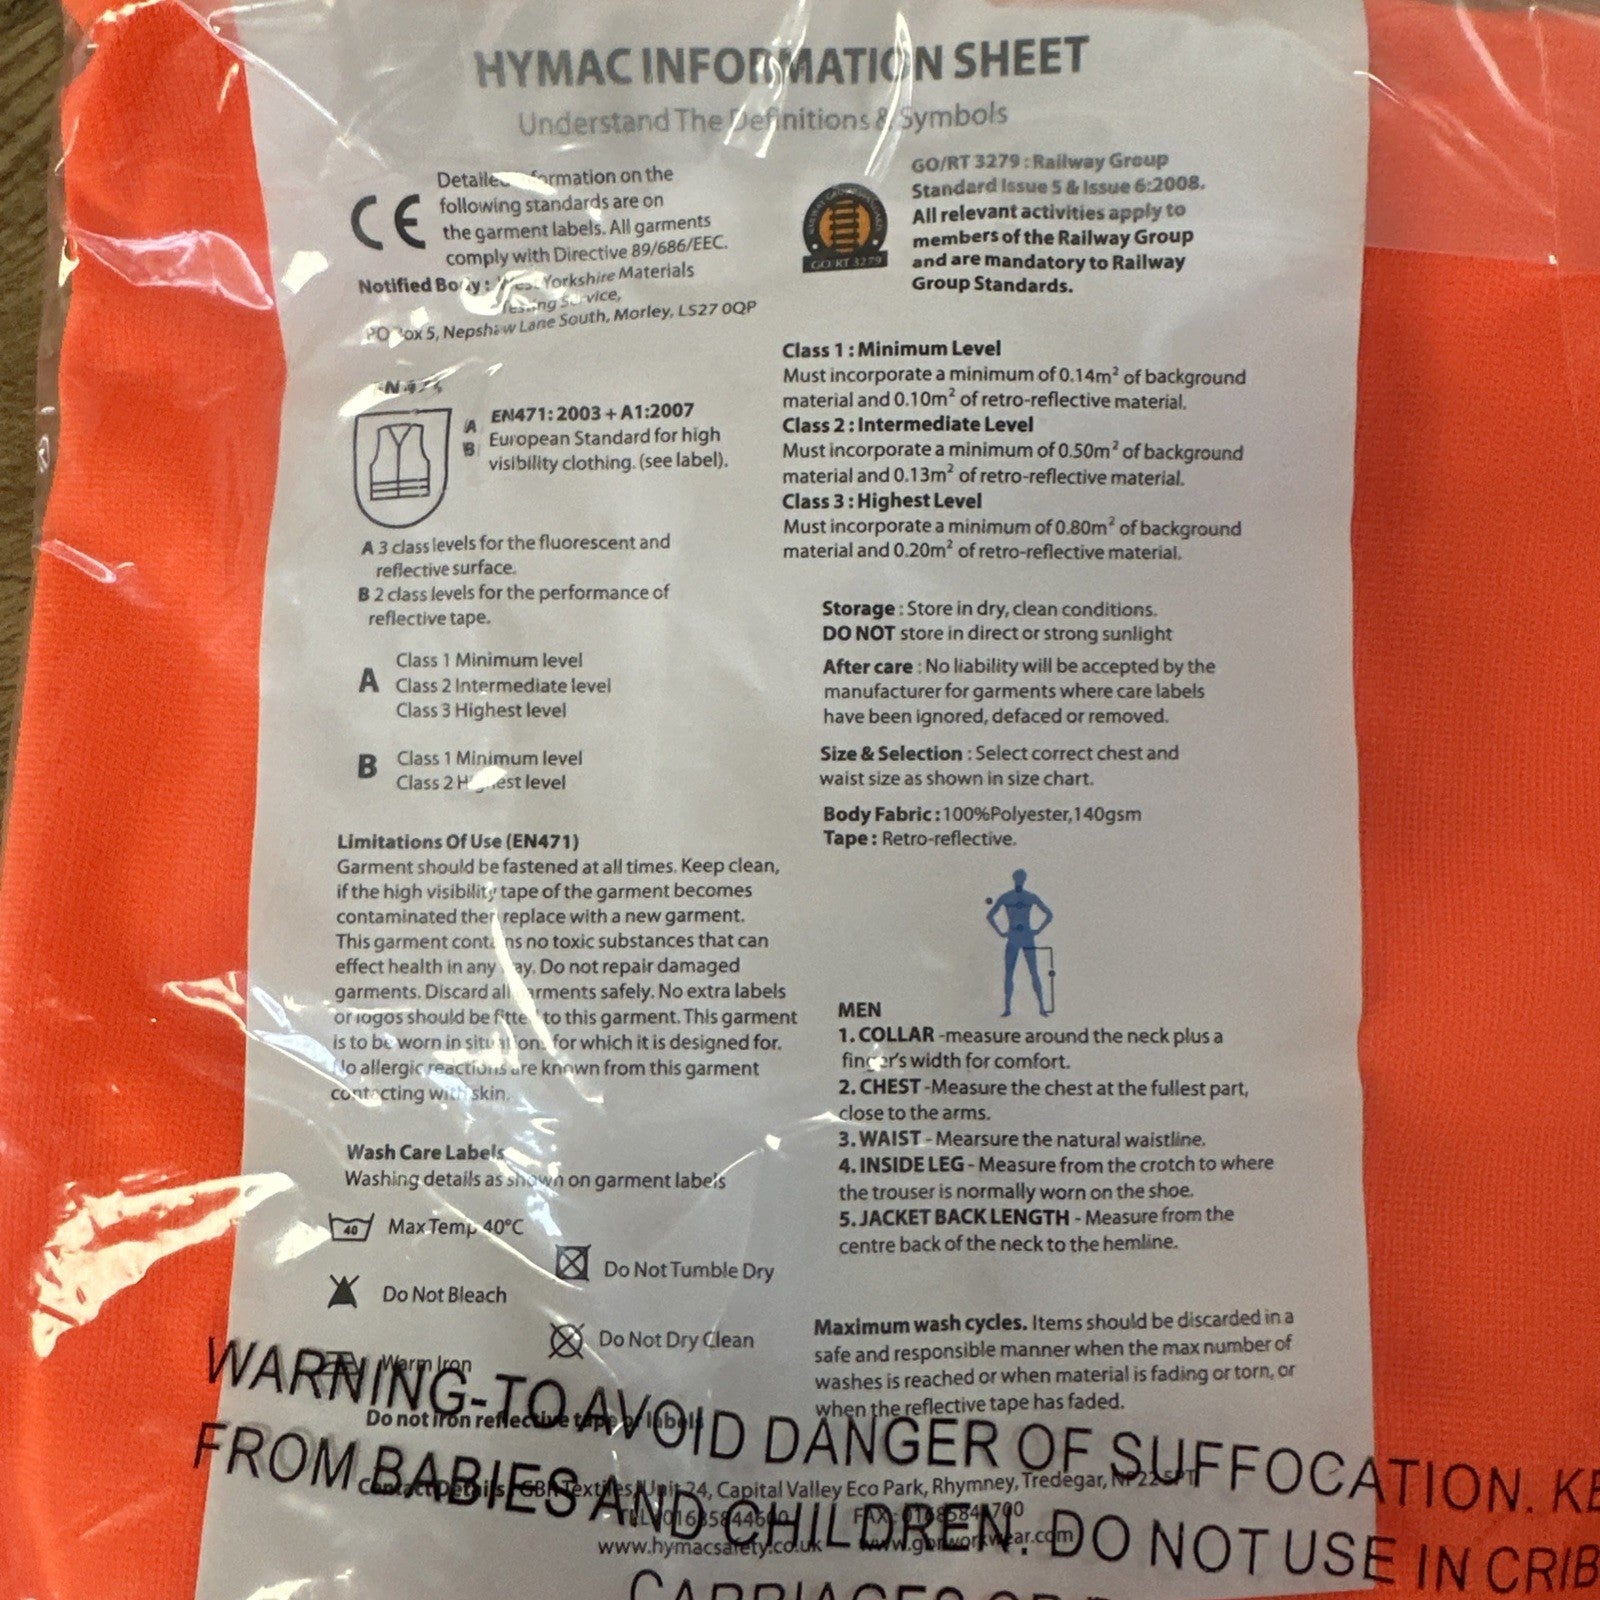 HYMAC INFORMATION SHEET
Understand The Definitions & Symbols
CE
Detailed information on the
following standards are on
the garment labels. All garments
comply with Directive 89/686/EEC.
Notified Body : West Yorkshire Materials
Testing Service,
PO Box 5, Nepshaw Lane South, Morley, LS27 0QP
EN 471
A
B
EN471: 2003 + A1:2007
European Standard for high
visibility clothing. (see label).
A 3 class levels for the fluorescent and
reflective surface.
B 2 class levels for the performance of
reflective tape.
A
Class 1 Minimum level
Class 2 Intermediate level
Class 3 Highest level
B
Class 1 Minimum level
Class 2 Highest level
Limitations Of Use (EN471)
Garment should be fastened at all times. Keep clean,
if the high visibility tape of the garment becomes
contaminated then replace with a new garment.
This garment contains no toxic substances that can
effect health in any way. Do not repair damaged
garments. Discard all garments safely. No extra labels
or logos should be fitted to this garment. This garment
is to be worn in situations for which it is designed for.
No allergic reactions are known from this garment
contacting with skin.
Wash Care Labels
Washing details as shown on garment labels
40 Max Temp 40°C
Do Not Tumble Dry
Do Not Bleach
Do Not Dry Clean
Warm Iron
Do not iron reflective tape or labels
GO/RT 3279
GO/RT 3279 : Railway Group
Standard Issue 5 & Issue 6:2008.
All relevant activities apply to
members of the Railway Group
and are mandatory to Railway
Group Standards.
Class 1 : Minimum Level
Must incorporate a minimum of 0.14m² of background
material and 0.10m² of retro-reflective material.
Class 2 : Intermediate Level
Must incorporate a minimum of 0.50m² of background
material and 0.13m² of retro-reflective material.
Class 3 : Highest Level
Must incorporate a minimum of 0.80m² of background
material and 0.20m² of retro-reflective material.
Storage : Store in dry, clean conditions.
DO NOT store in direct or strong sunlight
After care : No liability will be accepted by the
manufacturer for garments where care labels
have been ignored, defaced or removed.
Size & Selection : Select correct chest and
waist size as shown in size chart.
Body Fabric : 100%Polyester,140gsm
Tape : Retro-reflective.
MEN
1. COLLAR -measure around the neck plus a
finger's width for comfort.
2. CHEST -Measure the chest at the fullest part,
close to the arms.
3. WAIST - Mearsure the natural waistline.
4. INSIDE LEG - Measure from the crotch to where
the trouser is normally worn on the shoe.
5. JACKET BACK LENGTH - Measure from the
centre back of the neck to the hemline.
Maximum wash cycles. Items should be discarded in a
safe and responsible manner when the max number of
washes is reached or when material is fading or torn, or
when the reflective tape has faded.
Contact Details : GBR Textiles, Unit 24, Capital Valley Eco Park, Rhymney, Tredegar, NP22 5PT
www.hymacsafety.co.uk
WARNING-TO AVOID DANGER OF SUFFOCATION. KE
FROM BABIES AND CHILDREN. DO NOT USE IN CRIB